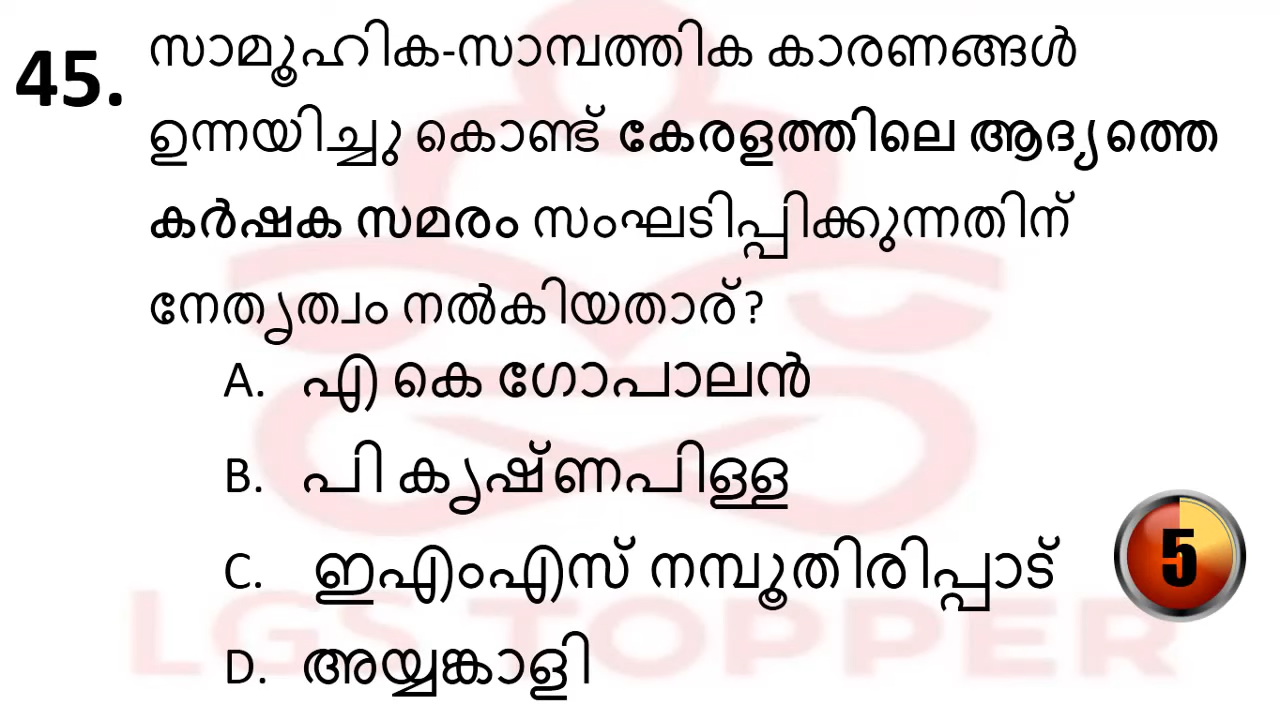 45. സാമൂഹിക-സാമ്പത്തിക കാരണങ്ങൾ
ഉന്നയിച്ചു കൊണ്ട് കേരളത്തിലെ ആദ്യത്തെ
കർഷക സമരം സംഘടിപ്പിക്കുന്നതിന്
നേതൃത്വം നൽകിയതാര്?
A. എ കെ ഗോപാലൻ
B. പി കൃഷ്ണപിള്ള
C. ഇഎംഎസ് നമ്പൂതിരിപ്പാട്
5
D. അയ്യങ്കാളി
LGS TOPPER